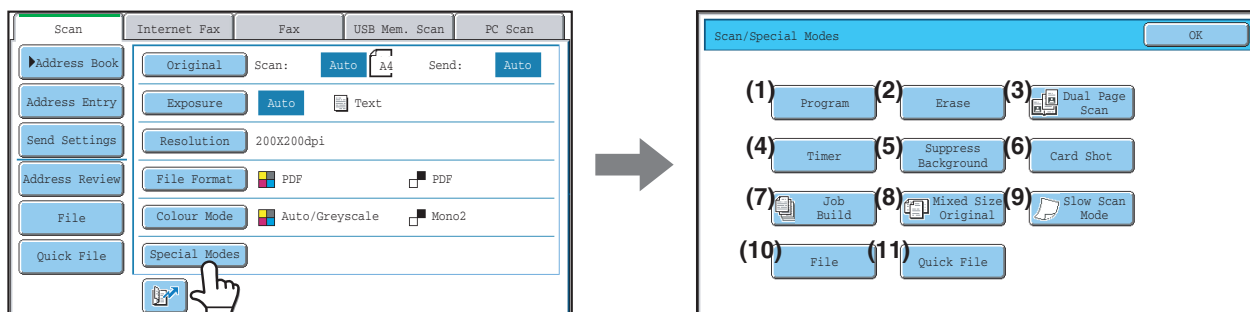 Scan Internet Fax Fax USB Mem. Scan PC Scan
Address Book Original Scan: Auto A4 Send: Auto
Address Entry Exposure Auto Text
Send Settings Resolution 200X200dpi
Address Review File Format PDF PDF
File Colour Mode Auto/Greyscale Mono2
Quick File Special Modes
Scan/Special Modes OK
(1) Program (2) Erase (3) Dual Page
Scan
(4) Timer (5) Suppress
Background (6) Card Shot
(7) Job
Build (8) Mixed Size
Original (9) Slow Scan
Mode
(10) File (11) Quick File